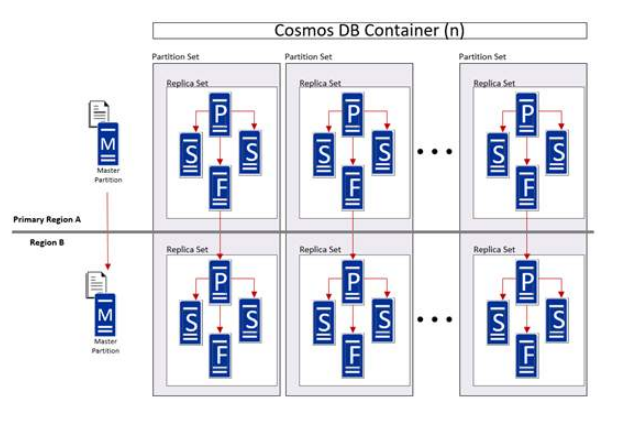 Cosmos DB Container (n)
Partition Set
Partition Set
Partition Set
Replica Set
Replica Set
Replica Set
P
S
S
F
P
S
S
F
P
S
S
F
M
Master
Partition
Primary Region A
Region B
Replica Set
Replica Set
Replica Set
P
S
S
F
P
S
S
F
P
S
S
F
M
Master
Partition